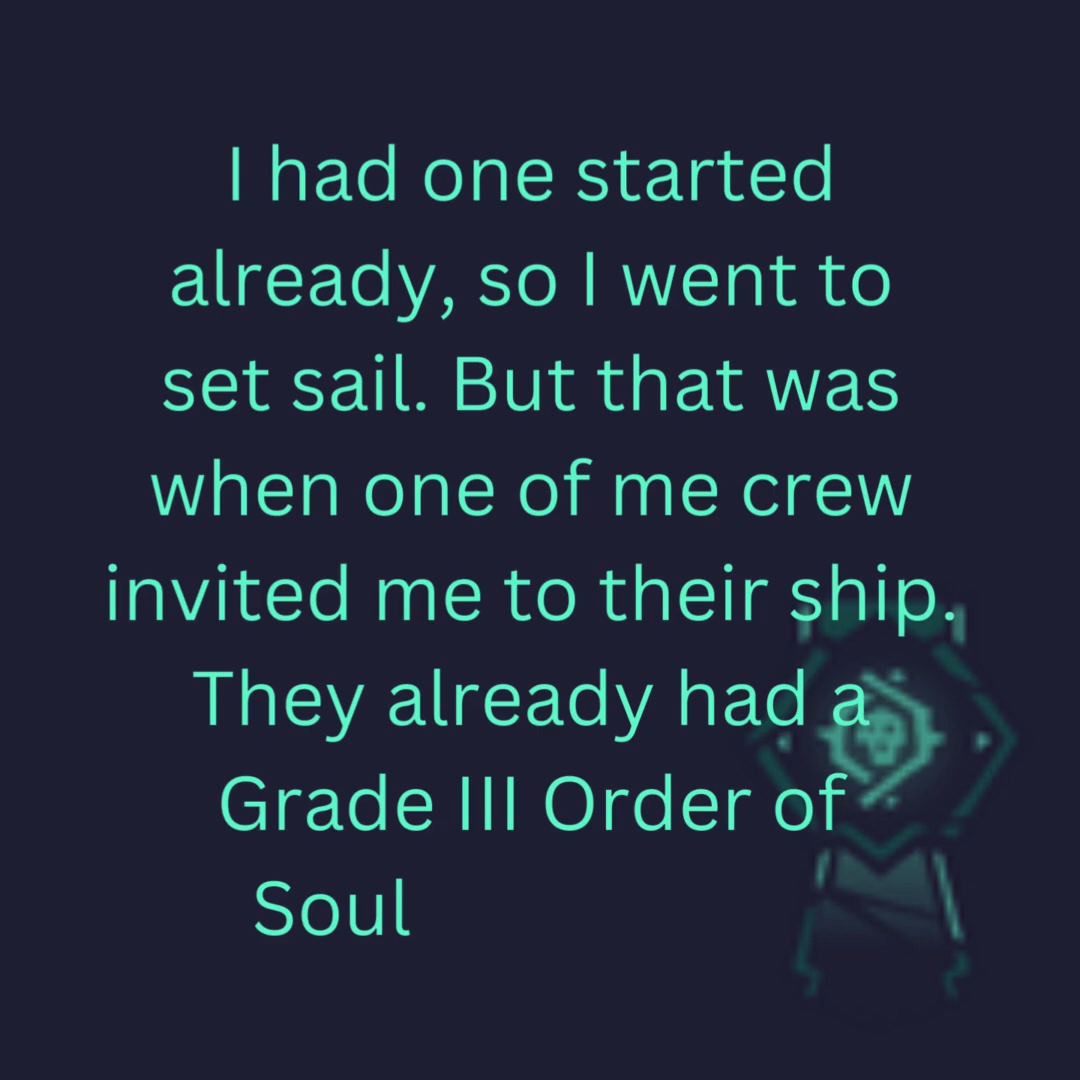 I had one started
already, so I went to
set sail. But that was
when one of me crew
invited me to their ship.
They already had a
Grade III Order of
Soul